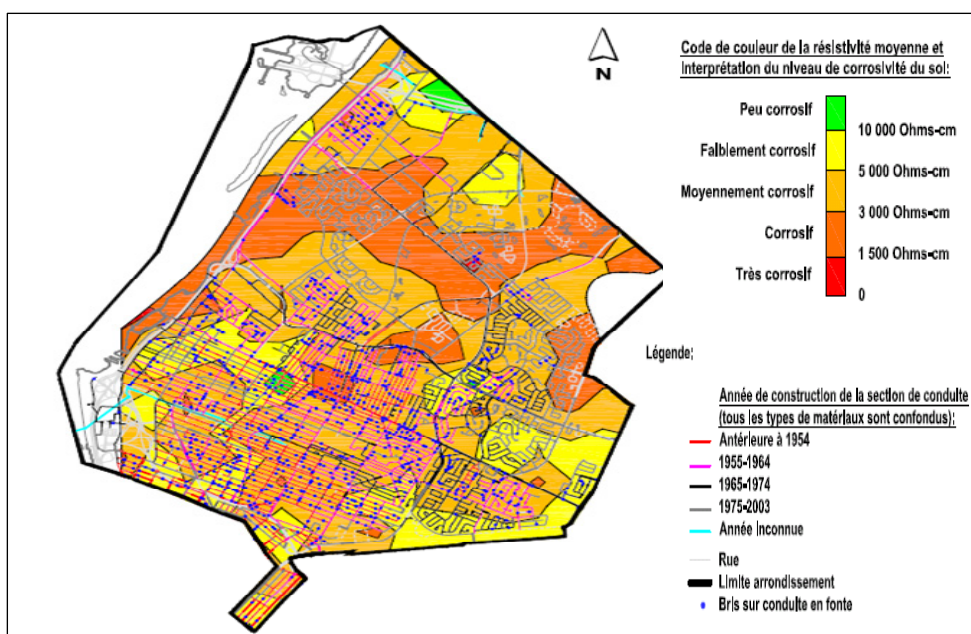 N
Code de couleur de la résistivité moyenne et
Interprétation du niveau de corrosivité du sol:
Peu corrosif
10 000 Ohms-cm
Faiblement corrosif
5 000 Ohms-cm
Moyennement corrosif
3 000 Ohms-cm
Corrosif
1 500 Ohms-cm
Très corrosif
0
Légende:
Année de construction de la section de conduite
(tous les types de matériaux sont confondus):
Antérieure à 1954
1955-1964
1965-1974
1975-2003
Année Inconnue
Rue
Limite arrondissement
Bris sur conduite en fonte